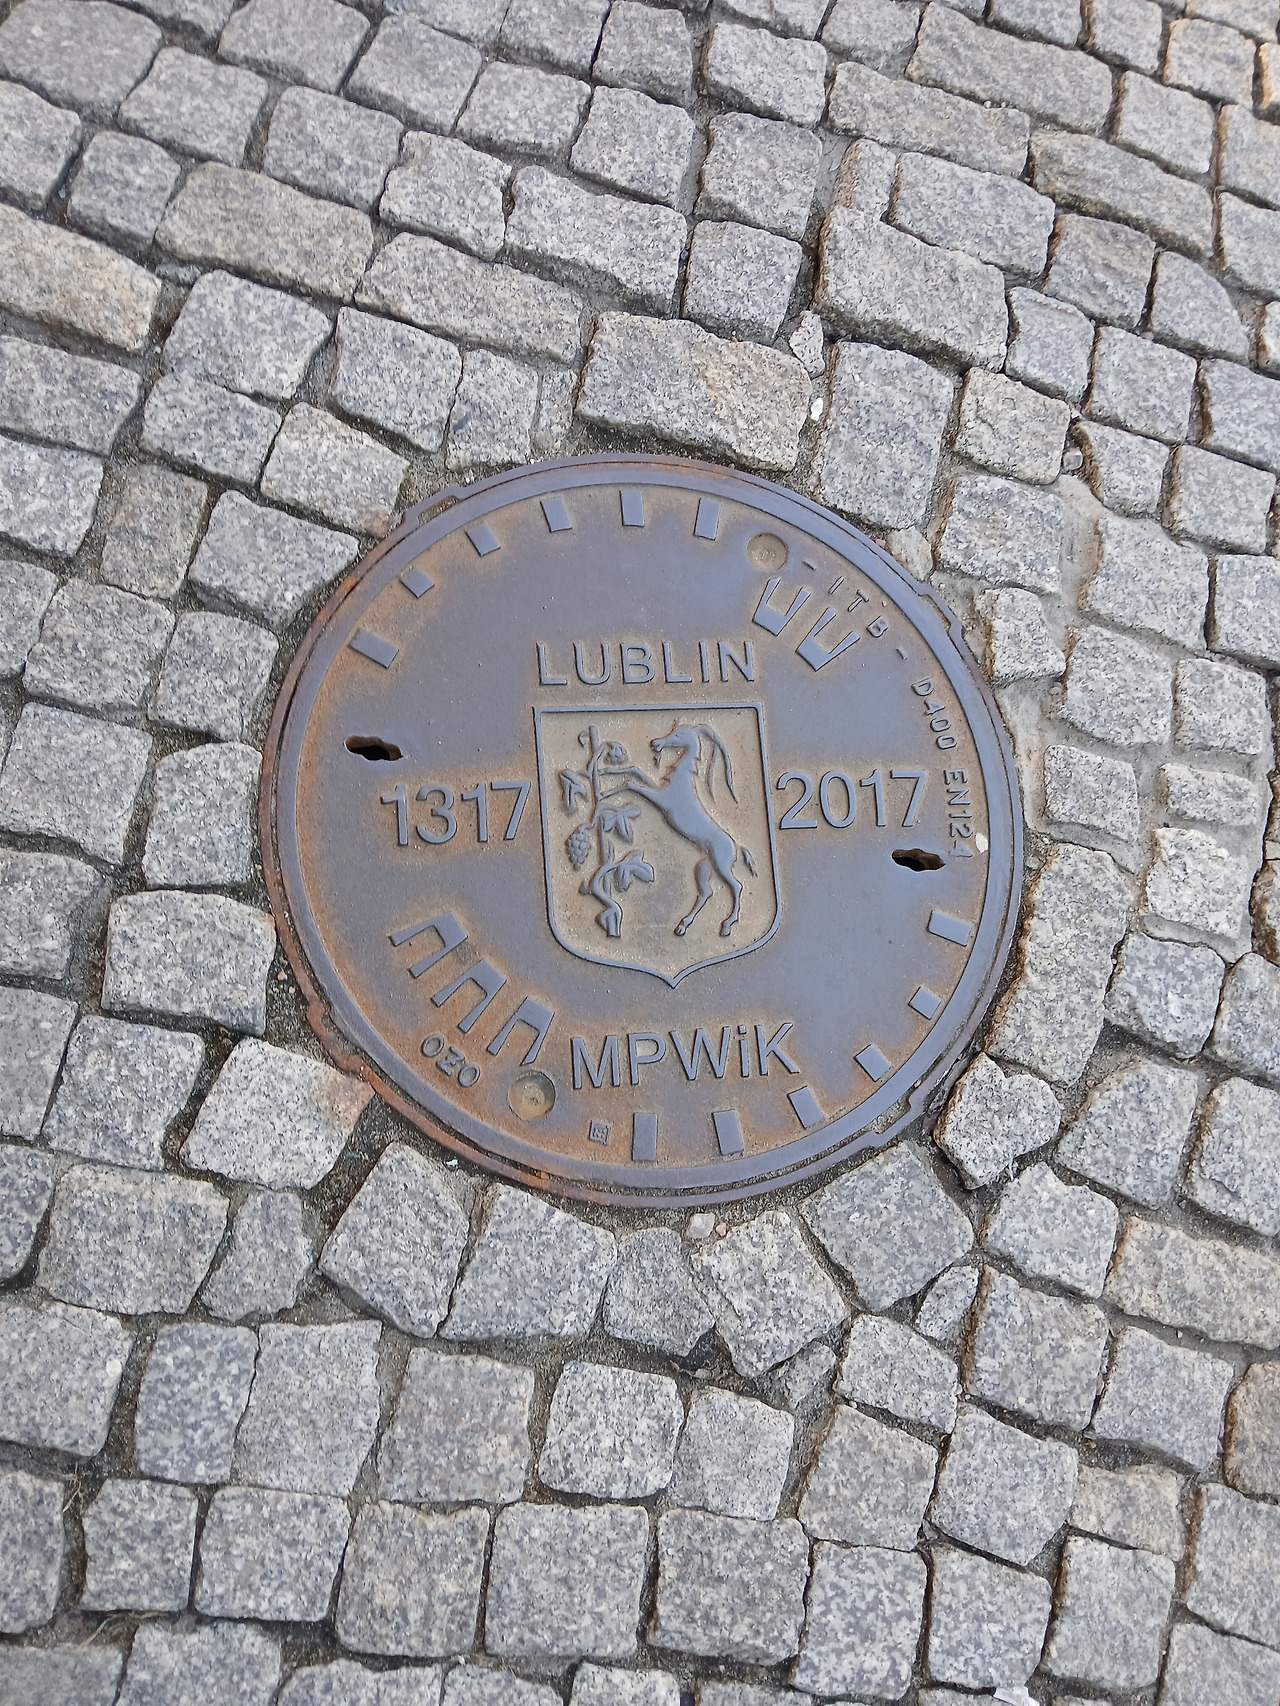 - ITB -
D400 EN124
LUBLIN
1317 2017
MPWiK
OZO